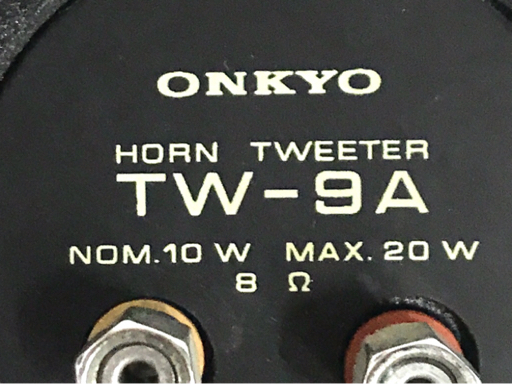 ONKYO
HORN TWEETER
TW-9A
NOM.10 W MAX. 20 W
8 Ω